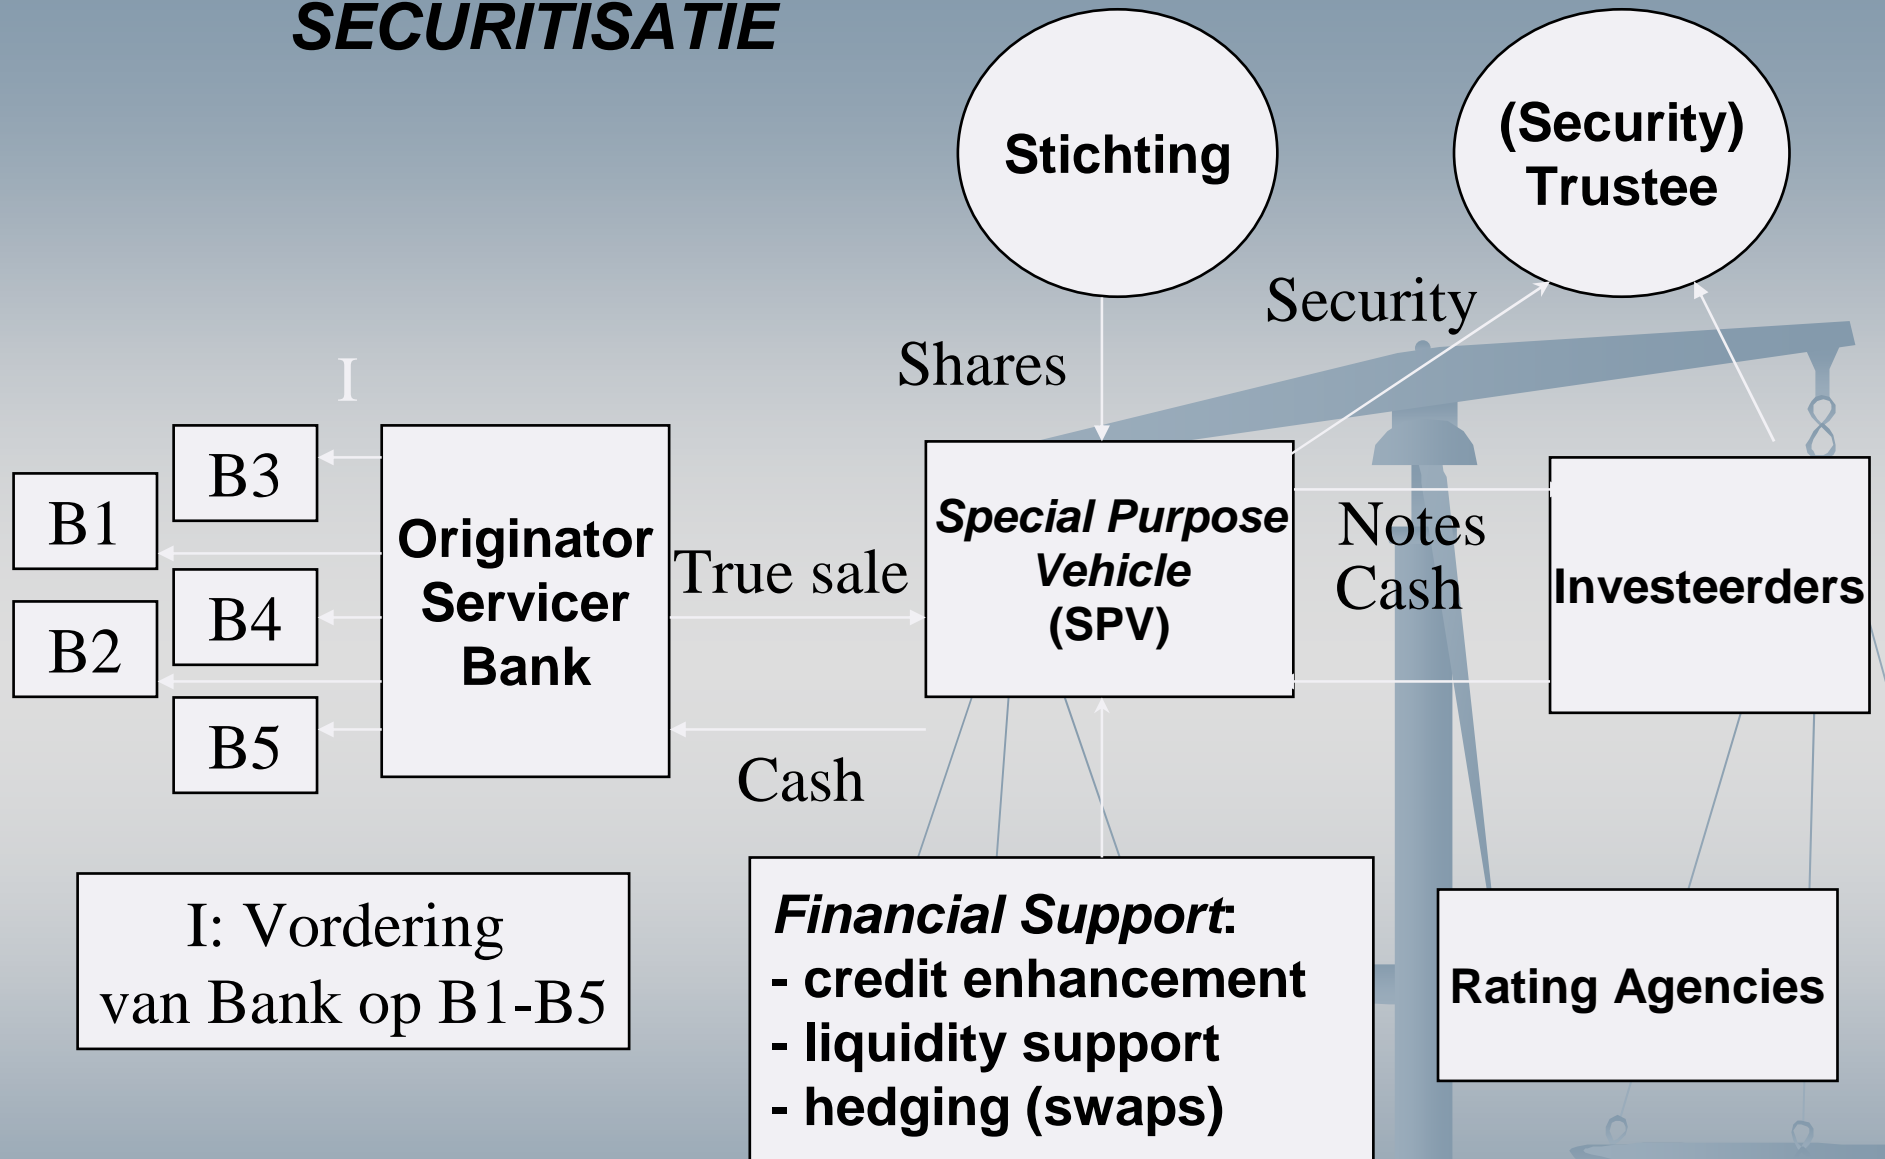 SECURITISATIE
Stichting
(Security)
Trustee
Security
Shares
I
B3
B1
B4
B2
B5
Originator
Servicer
Bank
True sale
Cash
Special Purpose
Vehicle
(SPV)
Notes
Cash
Investeerders
I: Vordering
van Bank op B1-B5
Financial Support:
- credit enhancement
- liquidity support
- hedging (swaps)
Rating Agencies